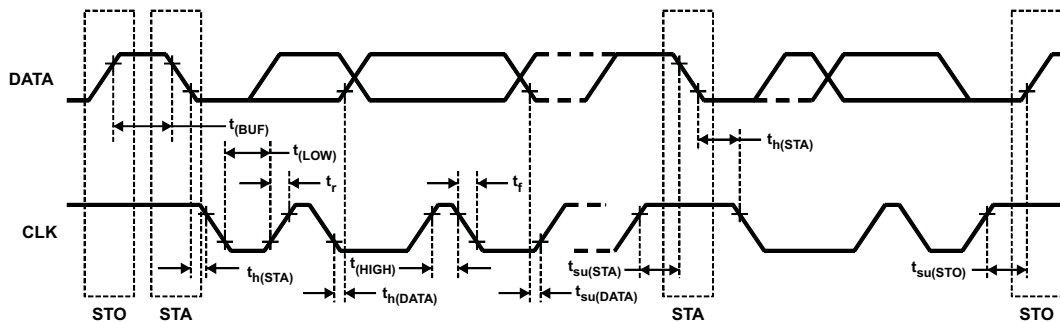 DATA
t(BUF)
t(LOW)
tr
tf
th(STA)
CLK
th(STA)
t(HIGH)
th(DATA)
tsu(DATA)
tsu(STA)
tsu(STO)
STO
STA
STA
STO